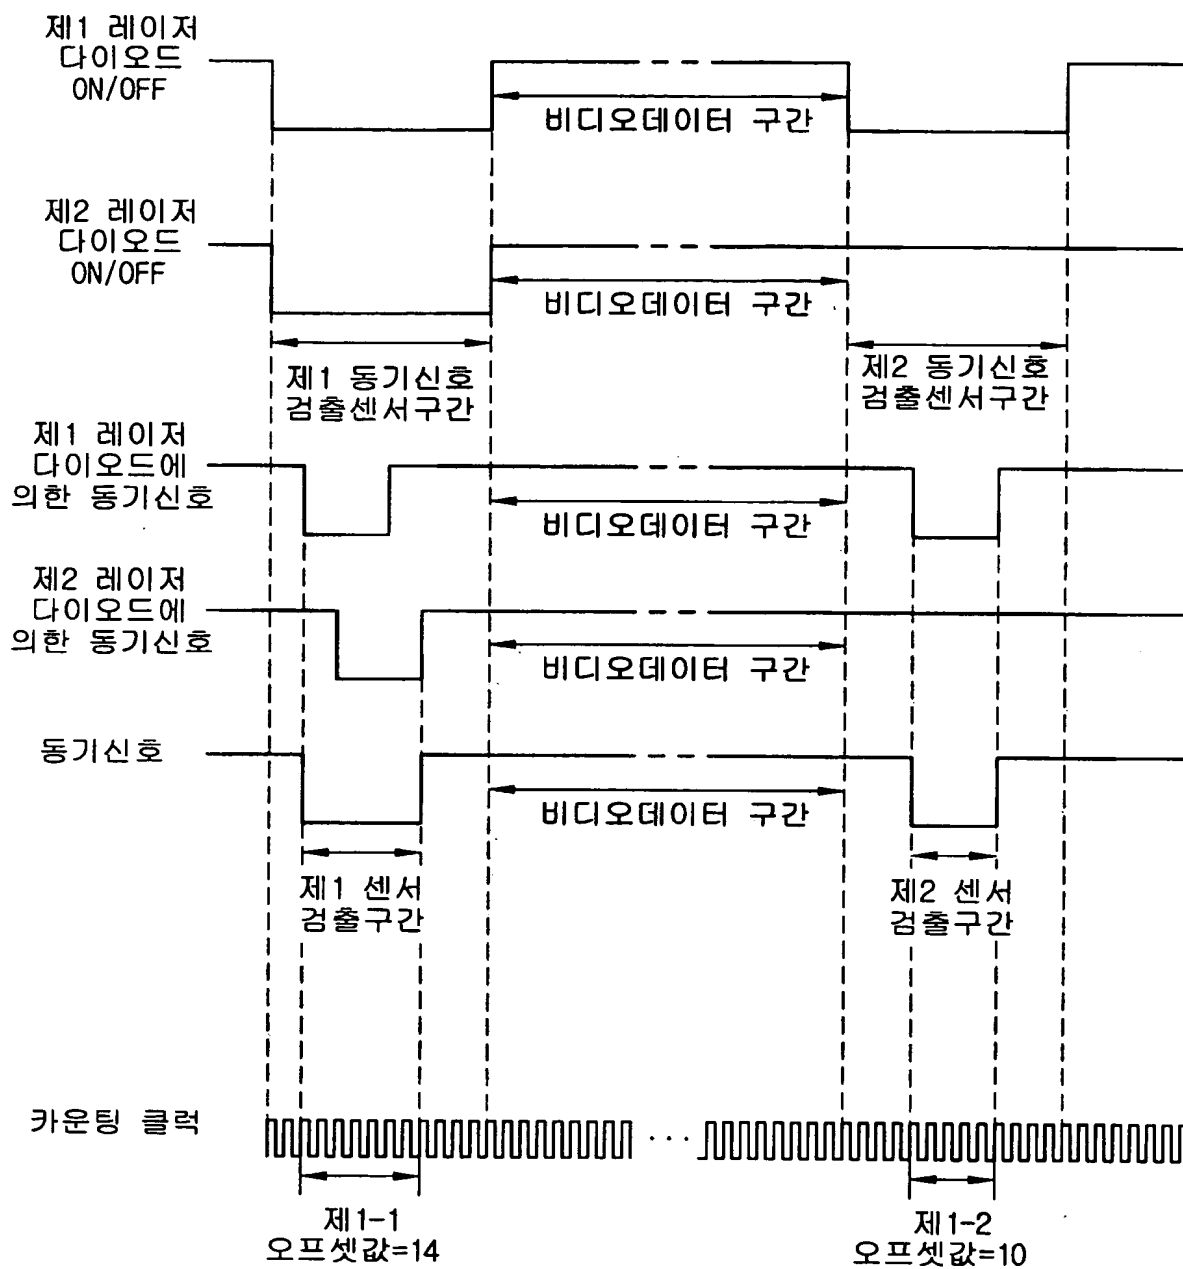 제1 레이저
다이오드
ON/OFF
비디오데이터 구간
제2 레이저
다이오드
ON/OFF
비디오데이터 구간
제1 동기신호
검출센서구간
제2 동기신호
검출센서구간
제1 레이저
다이오드에
의한 동기신호
비디오데이터 구간
제2 레이저
다이오드에
의한 동기신호
비디오데이터 구간
동기신호
비디오데이터 구간
제1 센서
검출구간
제2 센서
검출구간
카운팅 클럭
...
제1-1
오프셋값=14
제1-2
오프셋값=10